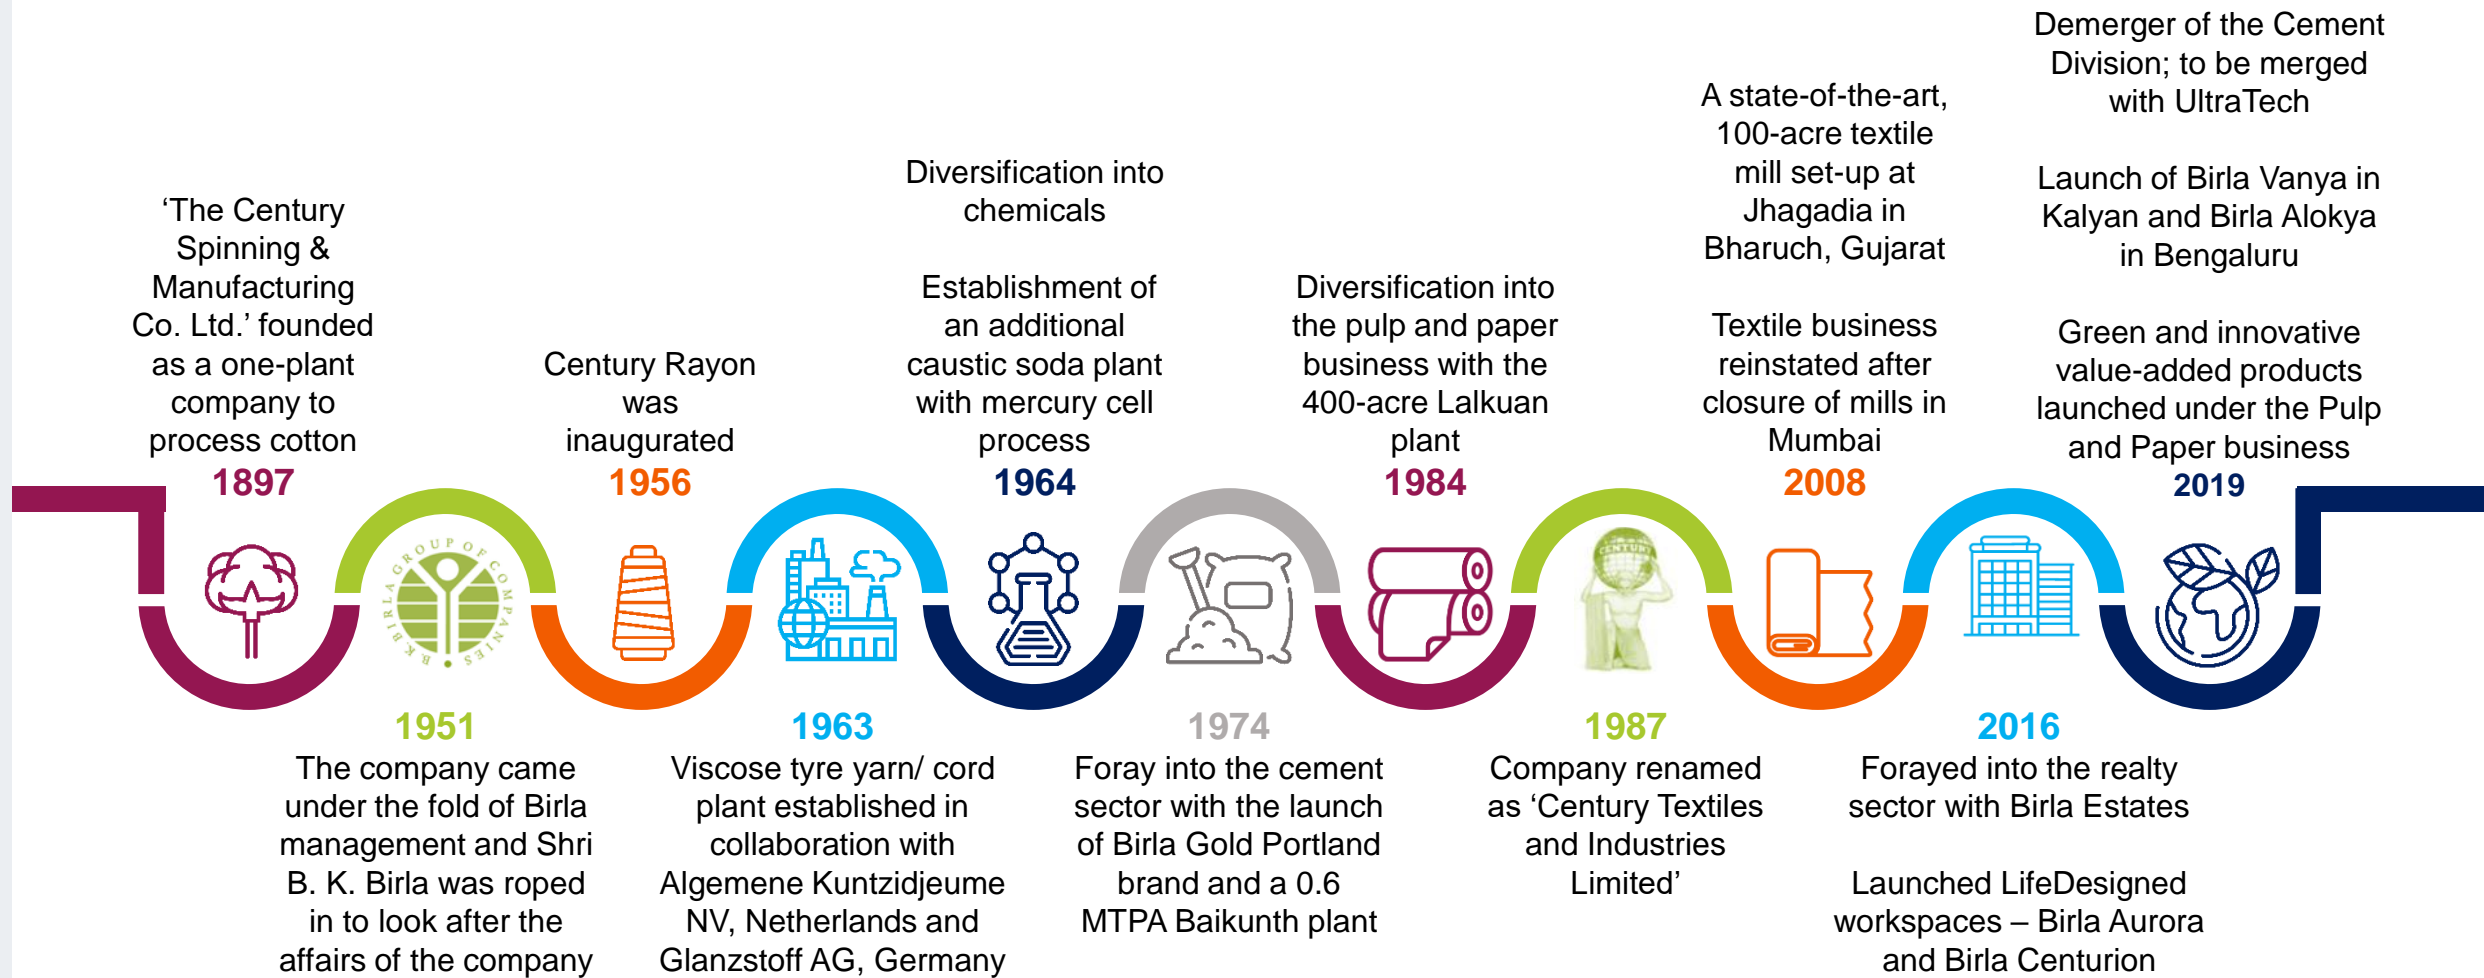 ‘The Century
Spinning &
Manufacturing
Co. Ltd.’ founded
as a one-plant
company to
process cotton
1897
B.K. BIRLA GROUP OF COMPANIES
1951
The company came
under the fold of Birla
management and Shri
B. K. Birla was roped
in to look after the
affairs of the company
Century Rayon
was
inaugurated
1956
1963
Viscose tyre yarn/ cord
plant established in
collaboration with
Algemene Kuntzidjeume
NV, Netherlands and
Glanzstoff AG, Germany
Diversification into
chemicals
Establishment of
an additional
caustic soda plant
with mercury cell
process
1964
1974
Foray into the cement
sector with the launch
of Birla Gold Portland
brand and a 0.6
MTPA Baikunth plant
Diversification into
the pulp and paper
business with the
400-acre Lalkuan
plant
1984
CENTURY
1987
Company renamed
as ‘Century Textiles
and Industries
Limited’
A state-of-the-art,
100-acre textile
mill set-up at
Jhagadia in
Bharuch, Gujarat
Textile business
reinstated after
closure of mills in
Mumbai
2008
2016
Forayed into the realty
sector with Birla Estates
Launched LifeDesigned
workspaces – Birla Aurora
and Birla Centurion
Demerger of the Cement
Division; to be merged
with UltraTech
Launch of Birla Vanya in
Kalyan and Birla Alokya
in Bengaluru
Green and innovative
value-added products
launched under the Pulp
and Paper business
2019